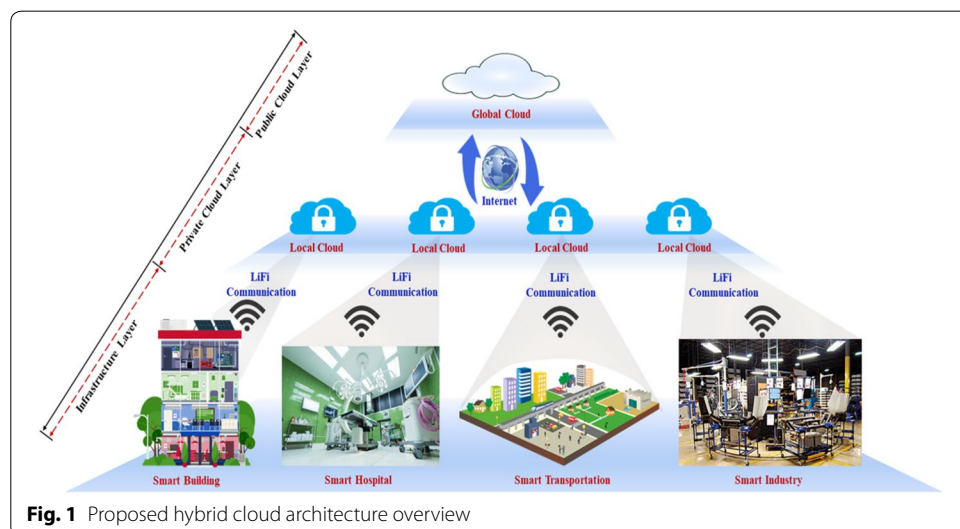 Public Cloud Layer
Private Cloud Layer
Infrastructure Layer
Global Cloud
Internet
Local Cloud
Local Cloud
Local Cloud
Local Cloud
LiFi
Communication
LiFi
Communication
LiFi
Communication
LiFi
Communication
Smart Building
Smart Hospital
Smart Transportation
Smart Industry
Fig. 1 Proposed hybrid cloud architecture overview